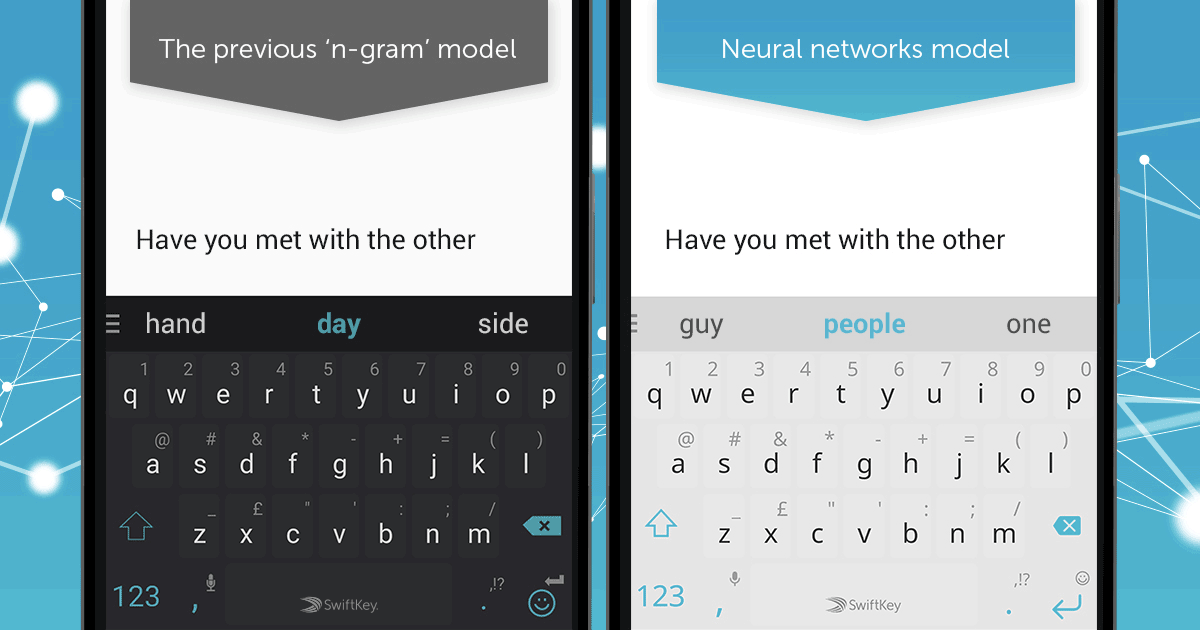 The previous ‘n-gram’ model
Have you met with the other
hand day side
1 2 3 4 5 6 7 8 9 0
q w e r t y u i o p
@ # & * - + = ( )
a s d f g h j k l
_ £ " ' : ; /
z x c v b n m
,!?
123 , SwiftKey. .
Neural networks model
Have you met with the other
guy people one
1 2 3 4 5 6 7 8 9 0
q w e r t y u i o p
@ # & * - + = ( )
a s d f g h j k l
_ £ " ' : ; /
z x c v b n m
,!?
123 , SwiftKey .